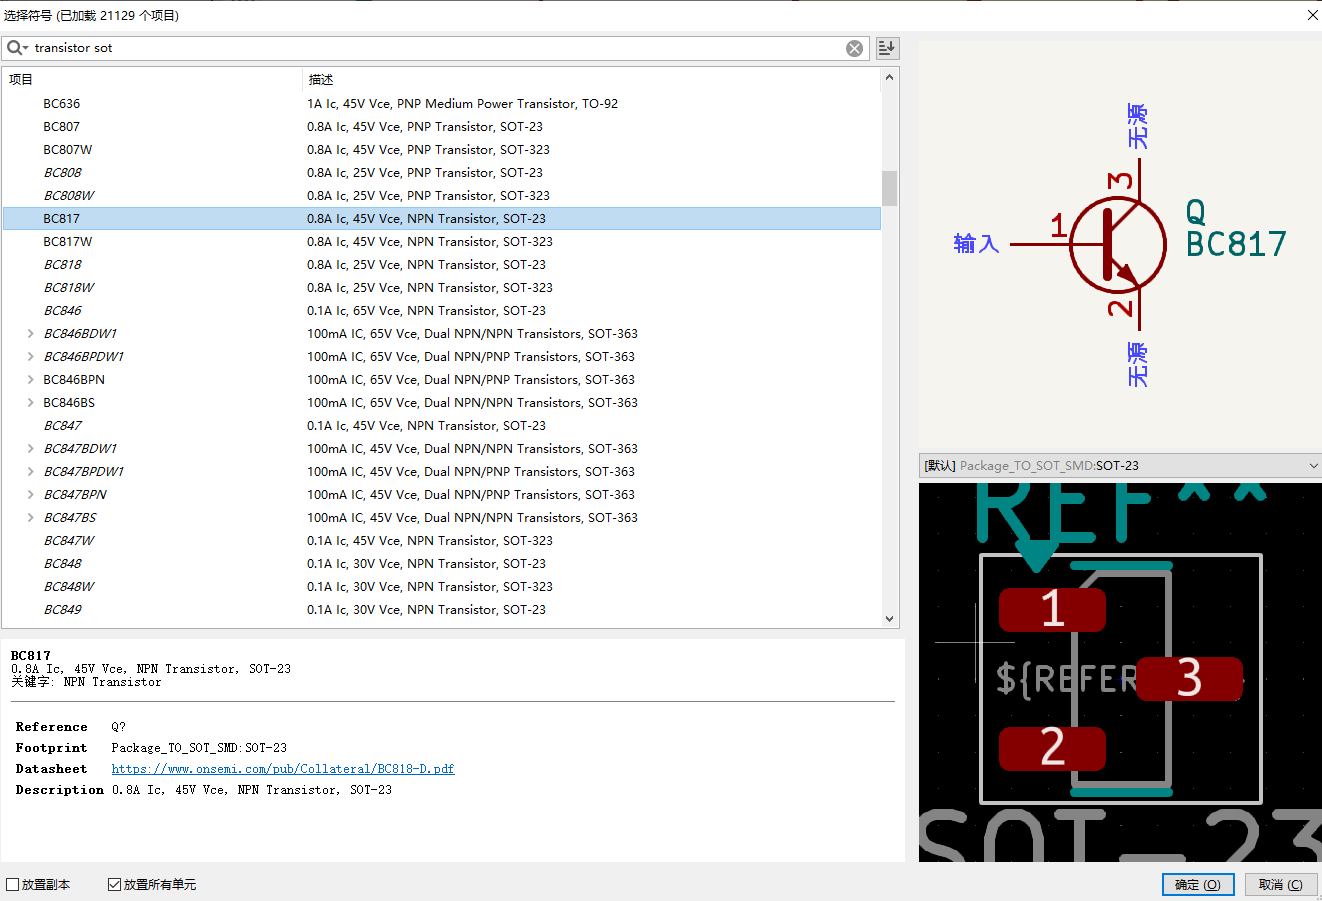 选择符号 (已加载 21129 个项目)
transistor sot
项目 描述
BC636 1A Ic, 45V Vce, PNP Medium Power Transistor, TO-92
BC807 0.8A Ic, 45V Vce, PNP Transistor, SOT-23
BC807W 0.8A Ic, 45V Vce, PNP Transistor, SOT-323
BC808 0.8A Ic, 25V Vce, PNP Transistor, SOT-23
BC808W 0.8A Ic, 25V Vce, PNP Transistor, SOT-323
BC817 0.8A Ic, 45V Vce, NPN Transistor, SOT-23
BC817W 0.8A Ic, 45V Vce, NPN Transistor, SOT-323
BC818 0.8A Ic, 25V Vce, NPN Transistor, SOT-23
BC818W 0.8A Ic, 25V Vce, NPN Transistor, SOT-323
BC846 0.1A Ic, 65V Vce, NPN Transistor, SOT-23
BC846BDW1 100mA IC, 65V Vce, Dual NPN/NPN Transistors, SOT-363
BC846BPDW1 100mA IC, 65V Vce, Dual NPN/PNP Transistors, SOT-363
BC846BPN 100mA IC, 65V Vce, Dual NPN/PNP Transistors, SOT-363
BC846BS 100mA IC, 65V Vce, Dual NPN/NPN Transistors, SOT-363
BC847 0.1A Ic, 45V Vce, NPN Transistor, SOT-23
BC847BDW1 100mA IC, 45V Vce, Dual NPN/NPN Transistors, SOT-363
BC847BPDW1 100mA IC, 45V Vce, Dual NPN/PNP Transistors, SOT-363
BC847BPN 100mA IC, 45V Vce, Dual NPN/PNP Transistors, SOT-363
BC847BS 100mA IC, 45V Vce, Dual NPN/NPN Transistors, SOT-363
BC847W 0.1A Ic, 45V Vce, NPN Transistor, SOT-323
BC848 0.1A Ic, 30V Vce, NPN Transistor, SOT-23
BC848W 0.1A Ic, 30V Vce, NPN Transistor, SOT-323
BC849 0.1A Ic, 30V Vce, NPN Transistor, SOT-23
BC817
0.8A Ic, 45V Vce, NPN Transistor, SOT-23
关键字: NPN Transistor
Reference Q?
Footprint Package_TO_SOT_SMD:SOT-23
Datasheet https://www.onsemi.com/pub/Collateral/BC818-D.pdf
Description 0.8A Ic, 45V Vce, NPN Transistor, SOT-23
放置副本 放置所有单元
无源
3
输入 1
Q
BC817
2
无源
[默认] Package_TO_SOT_SMD:SOT-23
REF**
1
${REFER
3
2
SOT-23
确定 (O) 取消 (C)